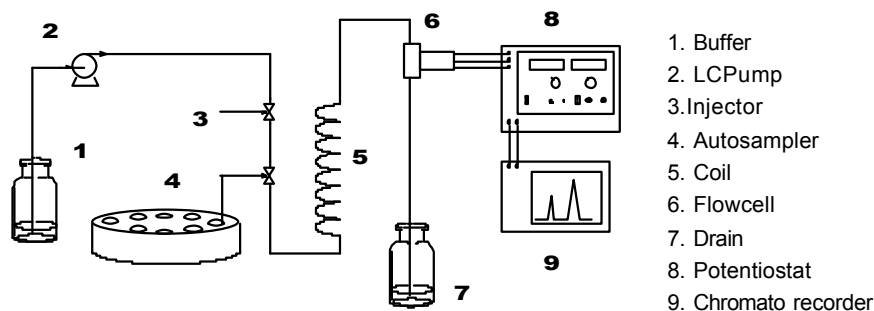 2
6
8
3
1
4
5
7
9
1. Buffer
2. LCPump
3.Injector
4. Autosampler
5. Coil
6. Flowcell
7. Drain
8. Potentiostat
9. Chromato recorder